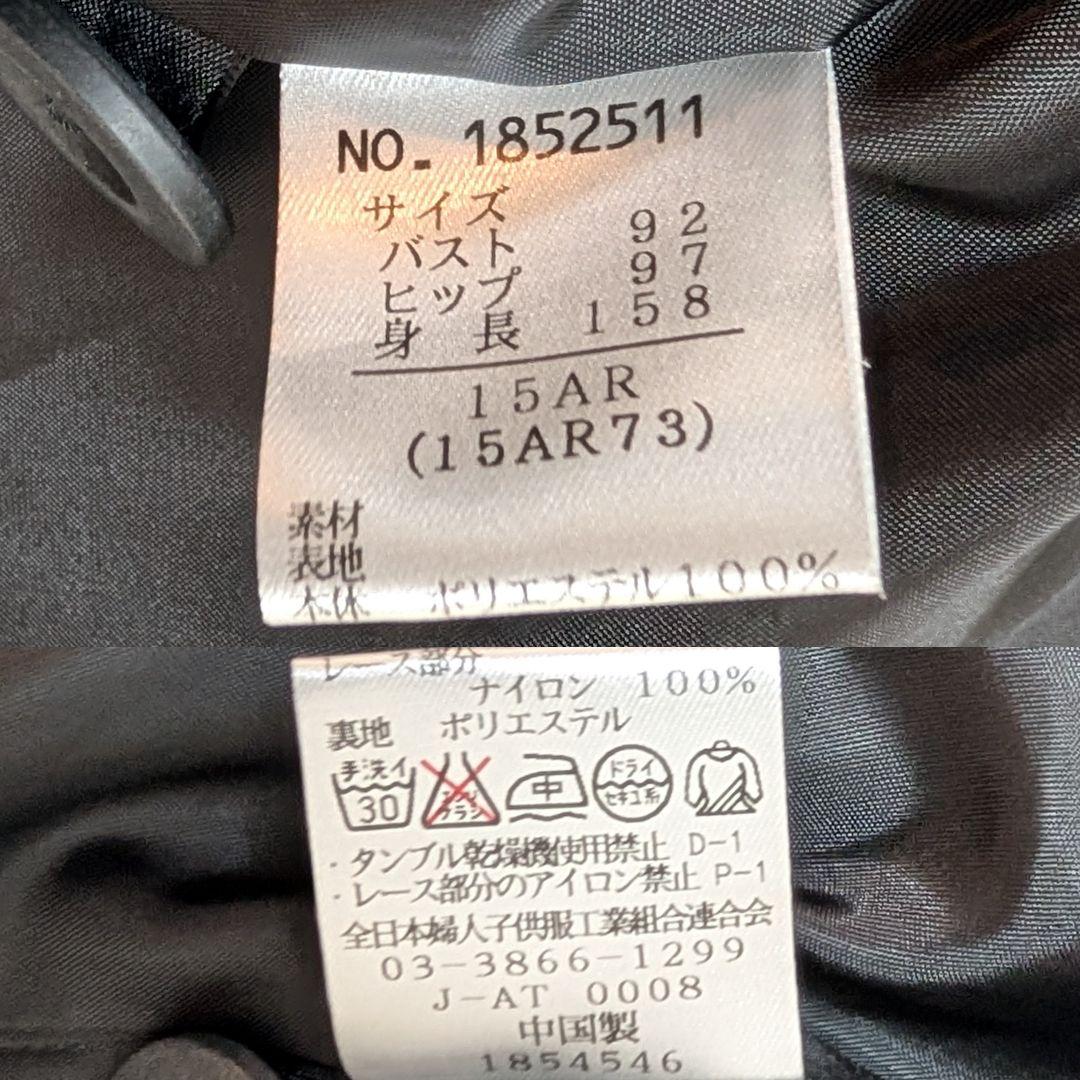 NO. 1852511
サイズ
バスト 92
ヒップ 97
身長 158
15AR
(15AR73)
素材
表地
本体 ポリエステル100%
レース部分
ナイロン 100%
裏地 ポリエステル
手洗イ 30 中 ドライ セキユ系
・タンブル乾燥機使用禁止 D-1
・レース部分のアイロン禁止 P-1
全日本婦人子供服工業組合連合会
03-3866-1299
J-AT 0008
中国製
1854546